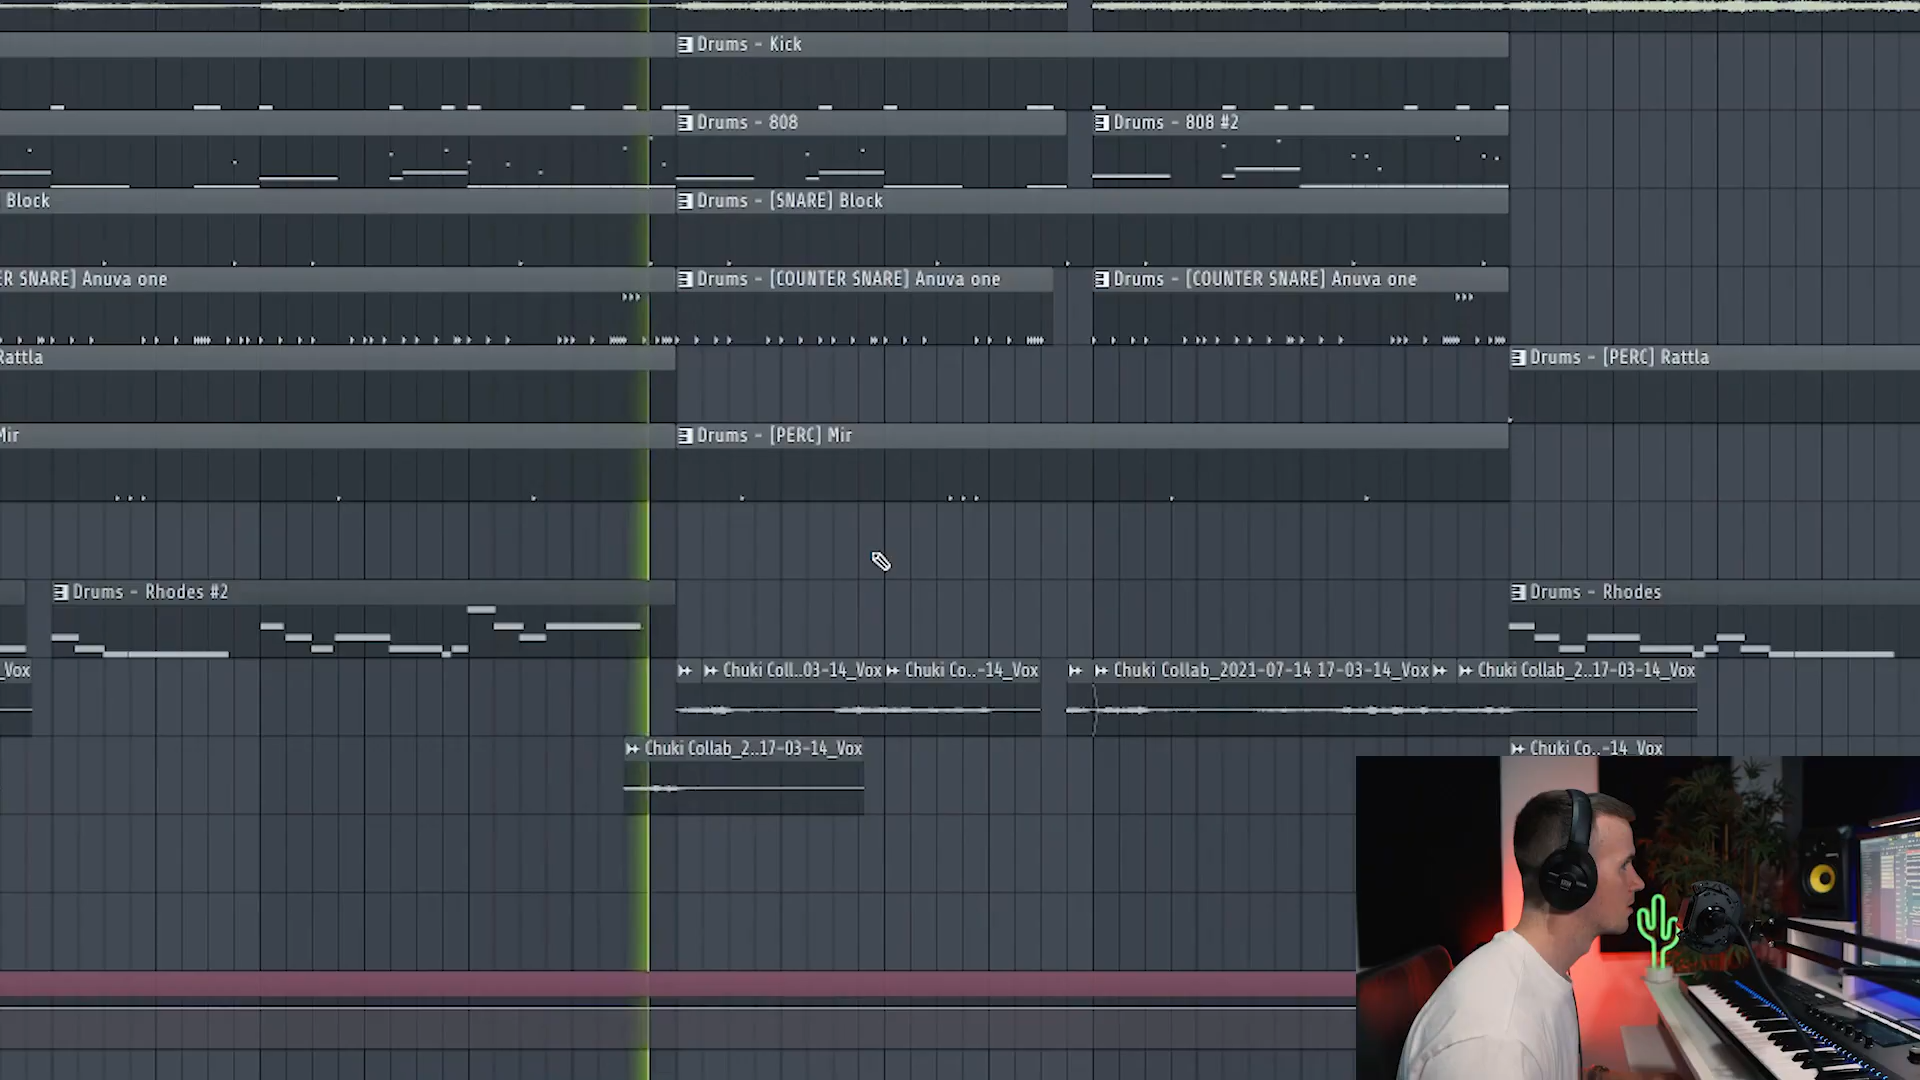 Drums - Kick
Drums - 808
Drums - 808 #2
Block
Drums - [SNARE] Block
ER SNARE] Anuva one
Drums - [COUNTER SNARE] Anuva one
Drums - [COUNTER SNARE] Anuva one
Rattla
Drums - [PERC] Rattla
Mir
Drums - [PERC] Mir
Drums - Rhodes #2
Drums - Rhodes
_Vox
Chuki Coll..03-14_Vox
Chuki Co..-14_Vox
Chuki Collab_2021-07-14 17-03-14_Vox
Chuki Collab_2..17-03-14_Vox
Chuki Collab_2..17-03-14_Vox
Chuki Co..-14_Vox